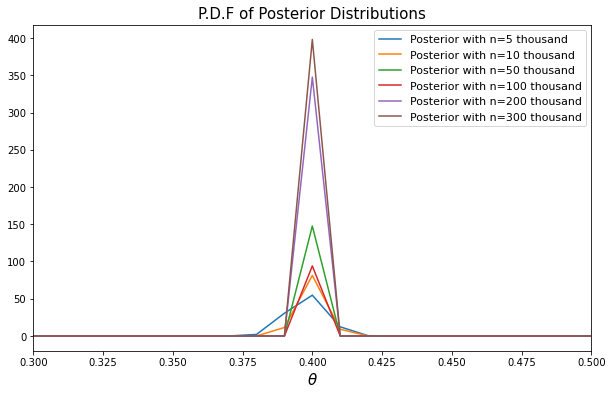 P.D.F of Posterior Distributions
Posterior with n=5 thousand
Posterior with n=10 thousand
Posterior with n=50 thousand
Posterior with n=100 thousand
Posterior with n=200 thousand
Posterior with n=300 thousand
400
350
300
250
200
150
100
50
0
0.300 0.325 0.350 0.375 0.400 0.425 0.450 0.475 0.500
θ